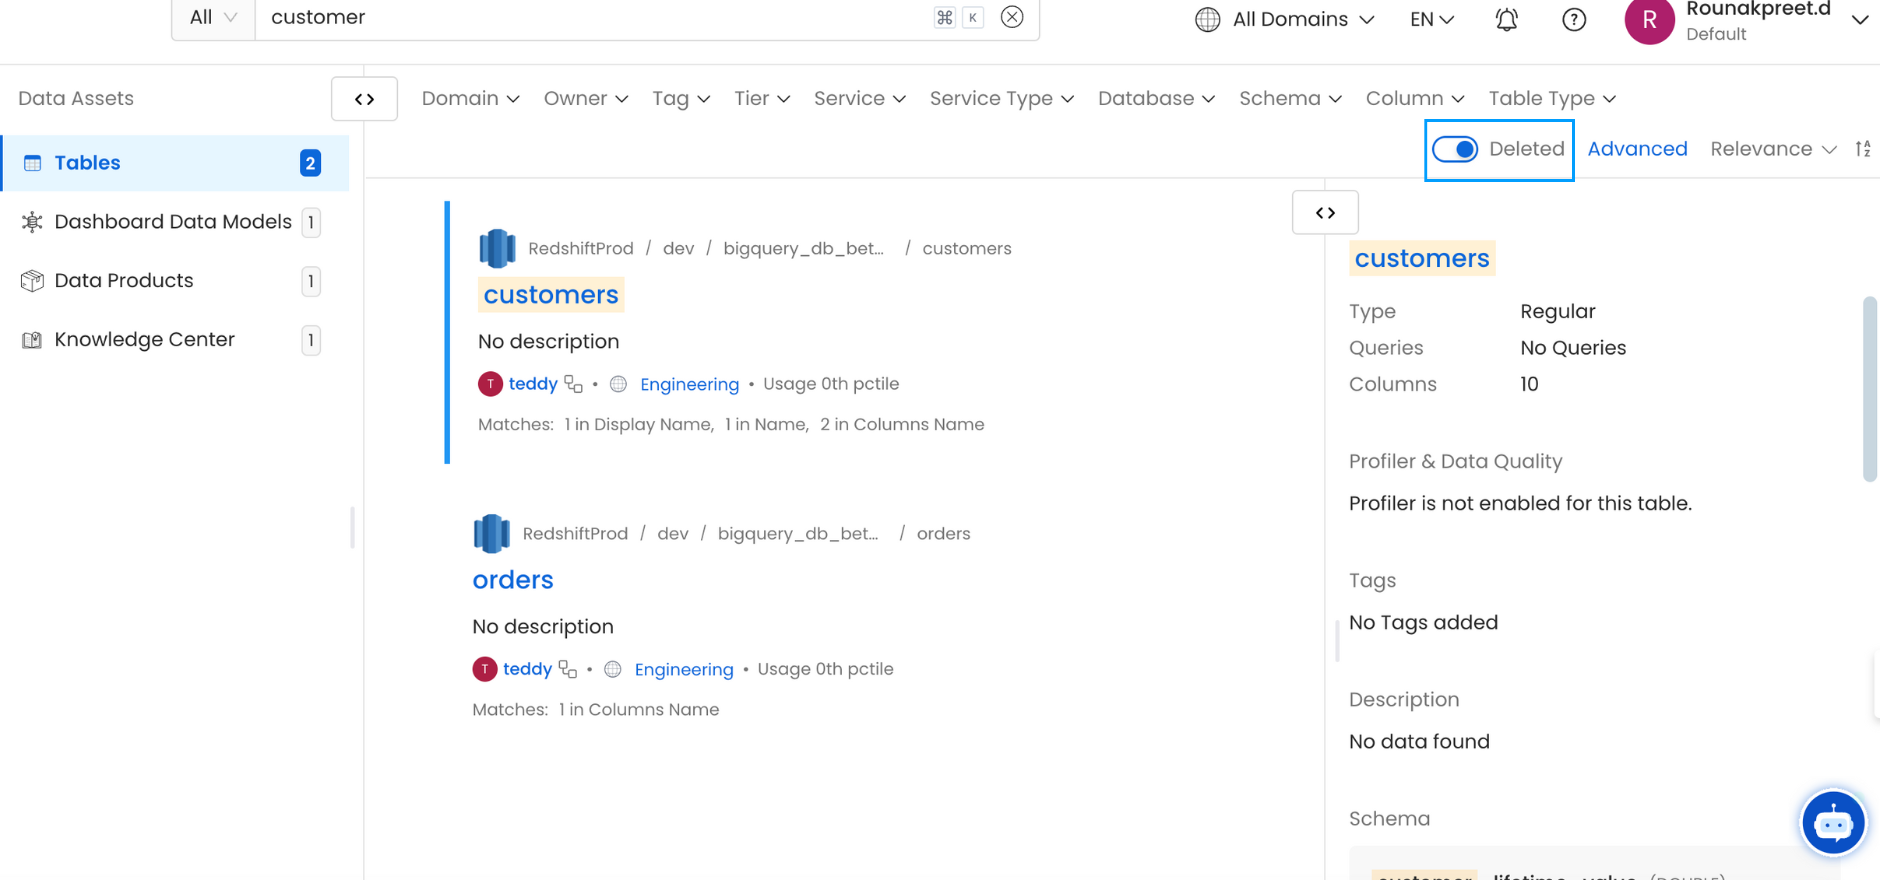 All customer ⌘ K All Domains EN R Rounakpreet.d
Default
Data Assets Domain Owner Tag Tier Service Service Type Database Schema Column Table Type
Deleted Advanced Relevance
Tables 2
Dashboard Data Models 1
Data Products 1
Knowledge Center 1
RedshiftProd / dev / bigquery_db_bet... / customers
customers
No description
T teddy • Engineering • Usage 0th pctile
Matches: 1 in Display Name, 1 in Name, 2 in Columns Name
RedshiftProd / dev / bigquery_db_bet... / orders
orders
No description
T teddy • Engineering • Usage 0th pctile
Matches: 1 in Columns Name
customers
Type Regular
Queries No Queries
Columns 10
Profiler & Data Quality
Profiler is not enabled for this table.
Tags
No Tags added
Description
No data found
Schema
customer_lifetime_value (DOUBLE)